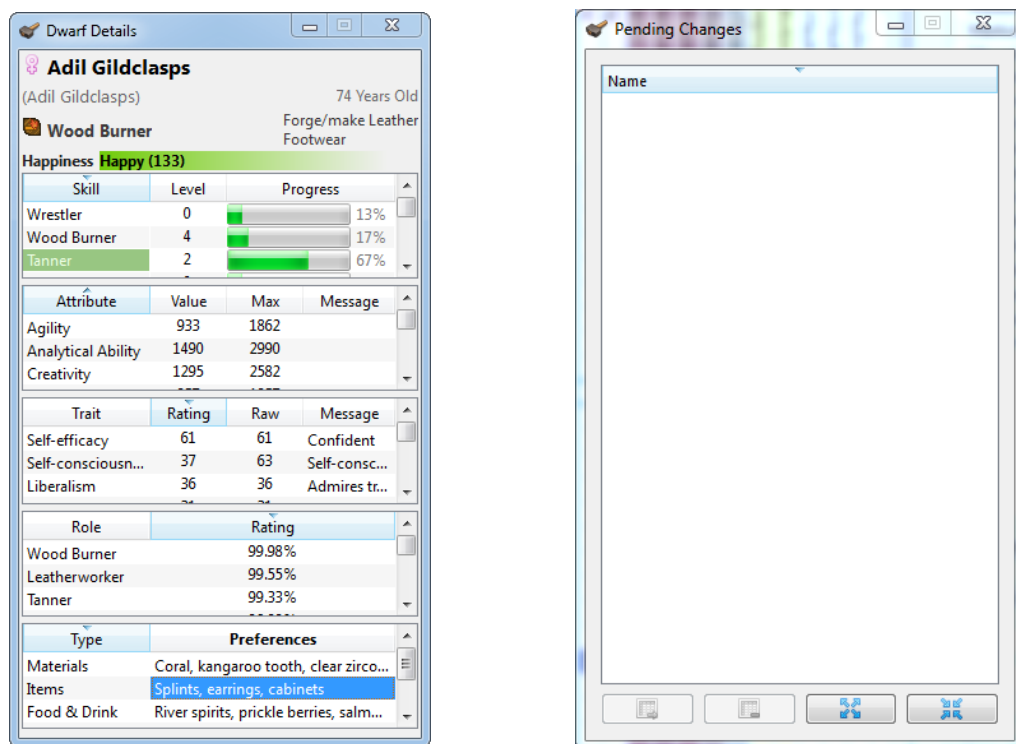 Dwarf Details
Adil Gildclasps
(Adil Gildclasps) 74 Years Old
Wood Burner Forge/make Leather Footwear
Happiness Happy (133)
Skill Level Progress
Wrestler 0 13%
Wood Burner 4 17%
Tanner 2 67%
Attribute Value Max Message
Agility 933 1862
Analytical Ability 1490 2990
Creativity 1295 2582
Trait Rating Raw Message
Self-efficacy 61 61 Confident
Self-consciousn... 37 63 Self-consc...
Liberalism 36 36 Admires tr...
Role Rating
Wood Burner 99.98%
Leatherworker 99.55%
Tanner 99.33%
Type Preferences
Materials Coral, kangaroo tooth, clear zirco...
Items Splints, earrings, cabinets
Food & Drink River spirits, prickle berries, salm...
Pending Changes
Name